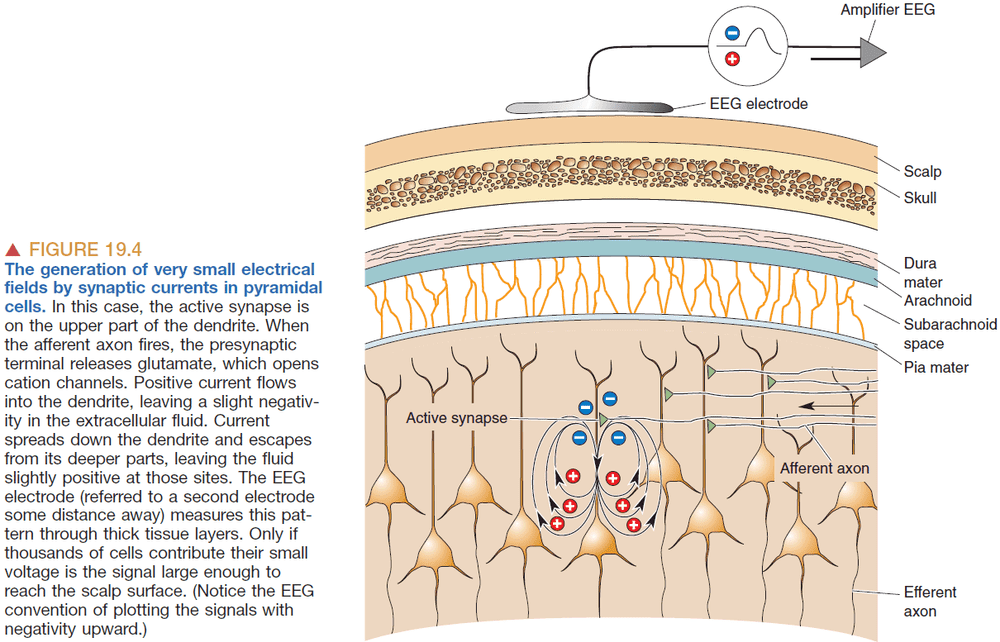 ▲ FIGURE 19.4
The generation of very small electrical
fields by synaptic currents in pyramidal
cells. In this case, the active synapse is
on the upper part of the dendrite. When
the afferent axon fires, the presynaptic
terminal releases glutamate, which opens
cation channels. Positive current flows
into the dendrite, leaving a slight negativ-
ity in the extracellular fluid. Current
spreads down the dendrite and escapes
from its deeper parts, leaving the fluid
slightly positive at those sites. The EEG
electrode (referred to a second electrode
some distance away) measures this pat-
tern through thick tissue layers. Only if
thousands of cells contribute their small
voltage is the signal large enough to
reach the scalp surface. (Notice the EEG
convention of plotting the signals with
negativity upward.)
Amplifier EEG
EEG electrode
Scalp
Skull
Dura
mater
Arachnoid
Subarachnoid
space
Pia mater
Active synapse
Afferent axon
Efferent
axon